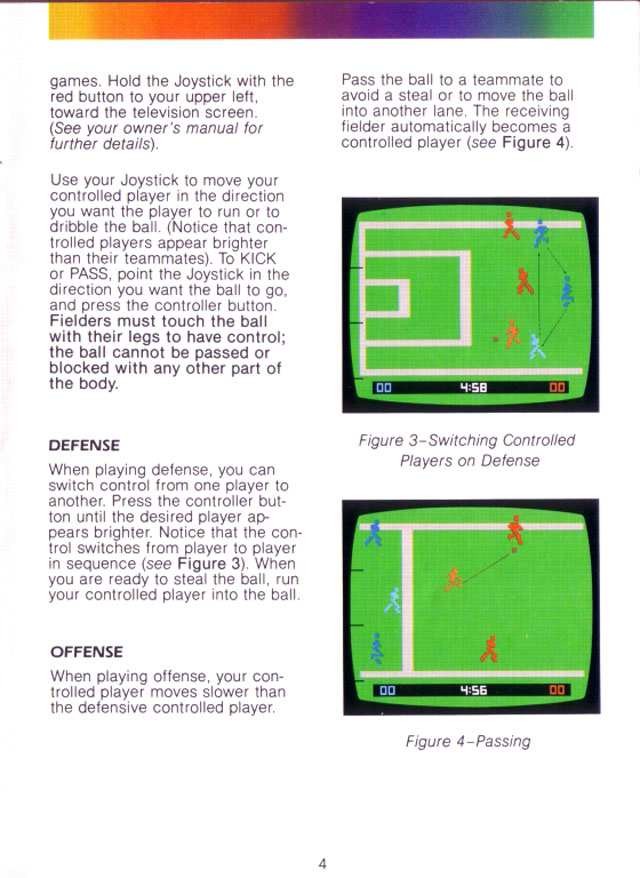 games. Hold the Joystick with the
red button to your upper left,
toward the television screen.
(See your owner's manual for
further details).
Use your Joystick to move your
controlled player in the direction
you want the player to run or to
dribble the ball. (Notice that con-
trolled players appear brighter
than their teammates). To KICK
or PASS, point the Joystick in the
direction you want the ball to go,
and press the controller button.
Fielders must touch the ball
with their legs to have control;
the ball cannot be passed or
blocked with any other part of
the body.
DEFENSE
When playing defense, you can
switch control from one player to
another. Press the controller but-
ton until the desired player ap-
pears brighter. Notice that the con-
trol switches from player to player
in sequence (see Figure 3). When
you are ready to steal the ball, run
your controlled player into the ball.
OFFENSE
When playing offense, your con-
trolled player moves slower than
the defensive controlled player.
Pass the ball to a teammate to
avoid a steal or to move the ball
into another lane. The receiving
fielder automatically becomes a
controlled player (see Figure 4).
00 4:58 00
Figure 3–Switching Controlled
Players on Defense
00 4:56 00
Figure 4–Passing
4